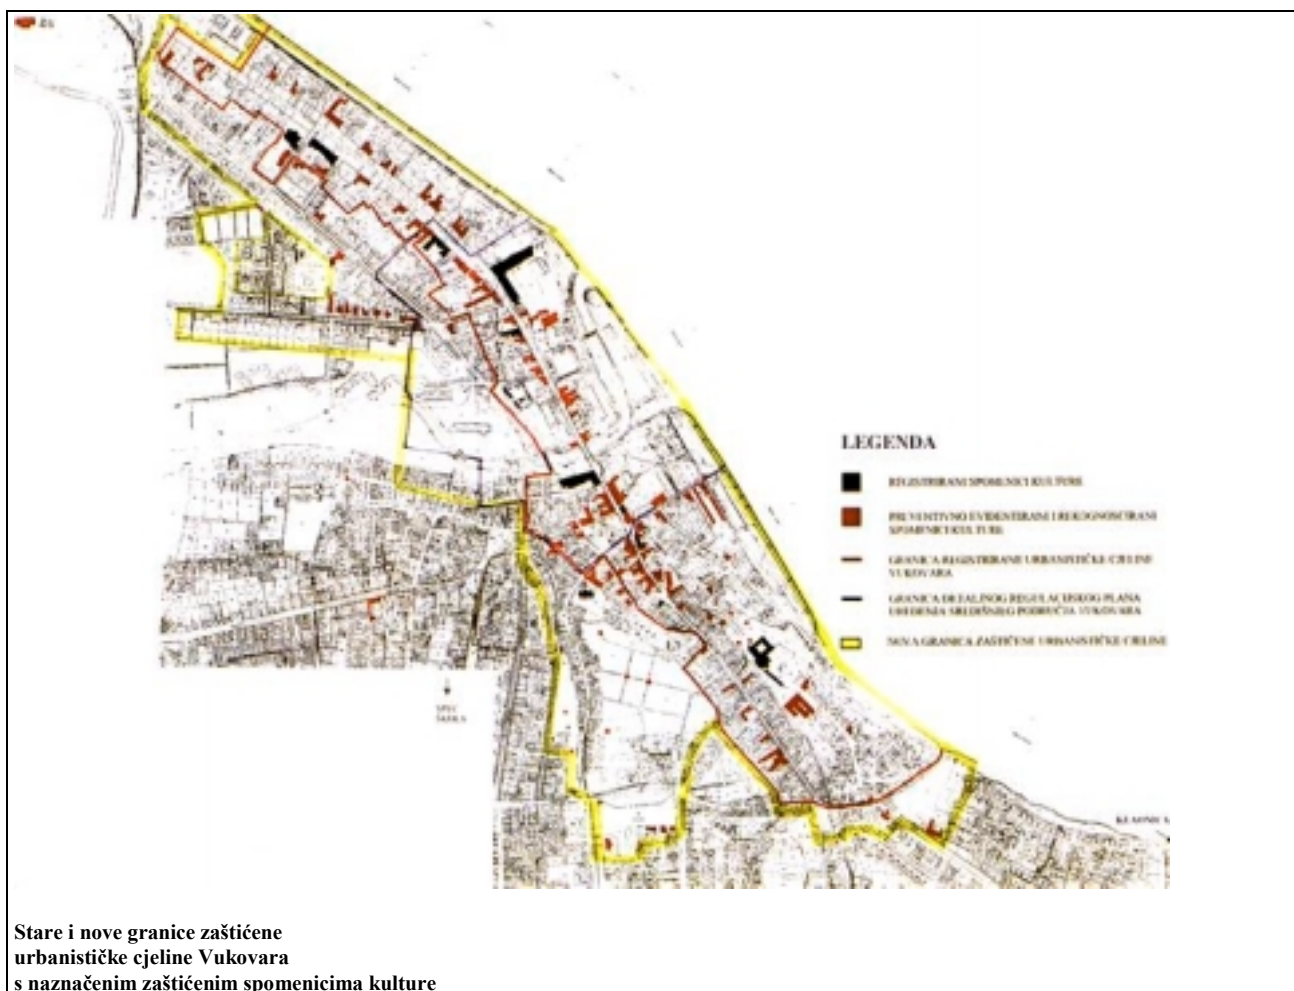 LEGENDA
REGISTRIRANI SPOMENICI KULTURE
PREVENTIVNO EVIDENTIRANI I REKOGNOSCIRANI
SPOMENICI KULTURE
GRANICA REGISTRIRANE URBANISTIČKE CJELINE
VUKOVARA
GRANICA DETALJNOG REGULACIJSKOG PLANA
UREĐENJA SREDIŠNJEG PODRUČJA VUKOVARA
NOVA GRANICA ZAŠTIĆENE URBANISTIČKE CJELINE
Stare i nove granice zaštićene
urbanističke cjeline Vukovara
s naznačenim zaštićenim spomenicima kulture